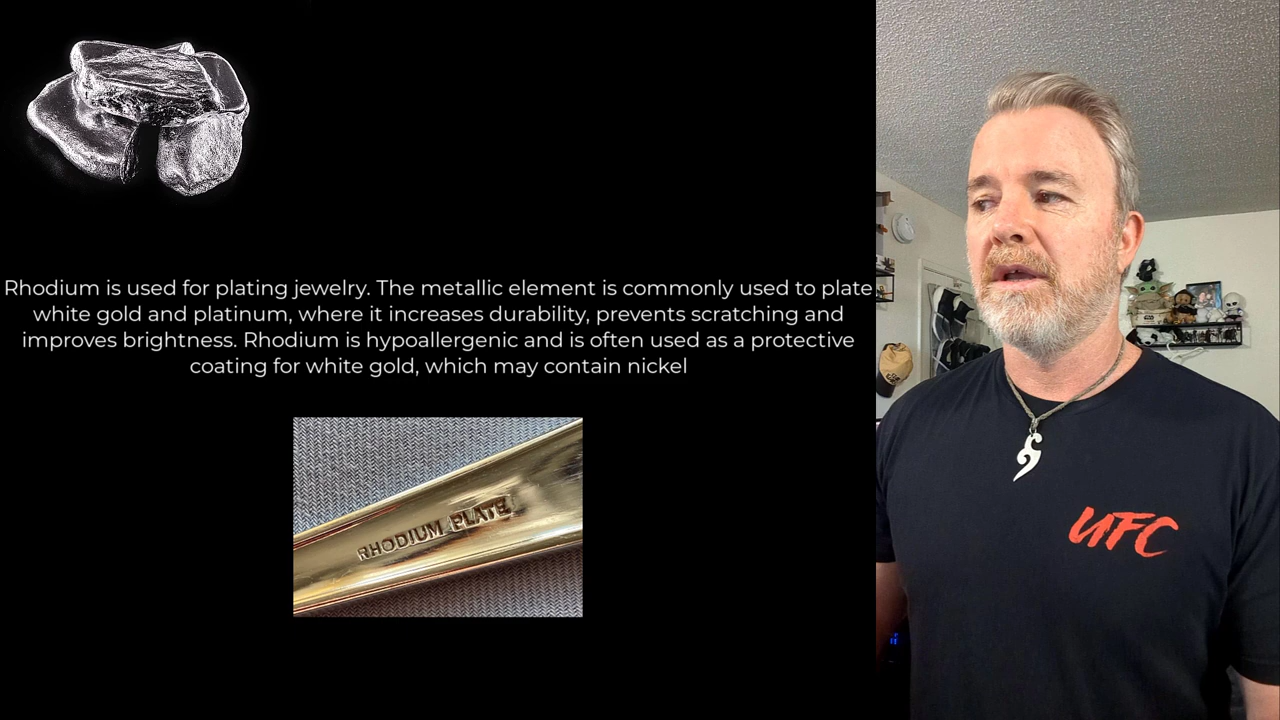 Rhodium is used for plating jewelry. The metallic element is commonly used to plate
white gold and platinum, where it increases durability, prevents scratching and
improves brightness. Rhodium is hypoallergenic and is often used as a protective
coating for white gold, which may contain nickel
RHODIUM PLATE
UFC